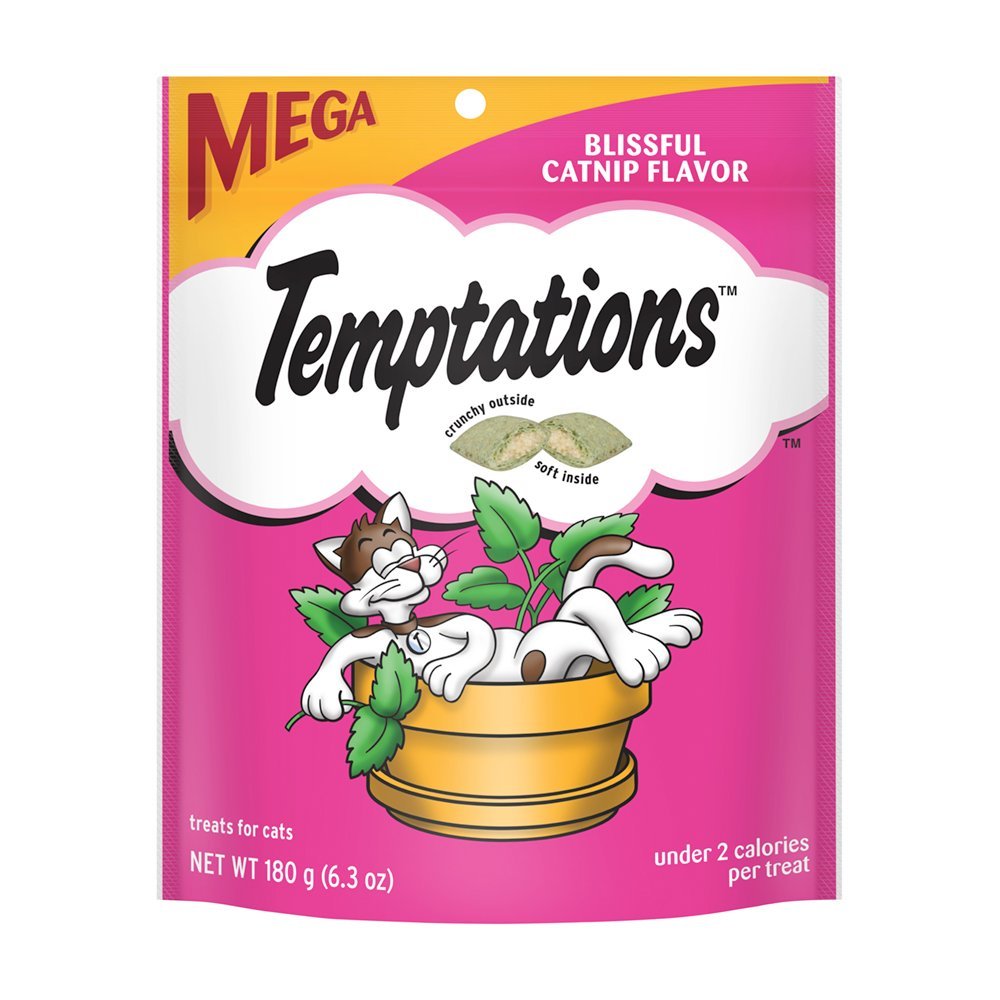 MEGA
BLISSFUL
CATNIP FLAVOR
Temptations™
crunchy outside
soft inside
TM
treats for cats
NET WT 180 g (6.3 oz)
under 2 calories
per treat